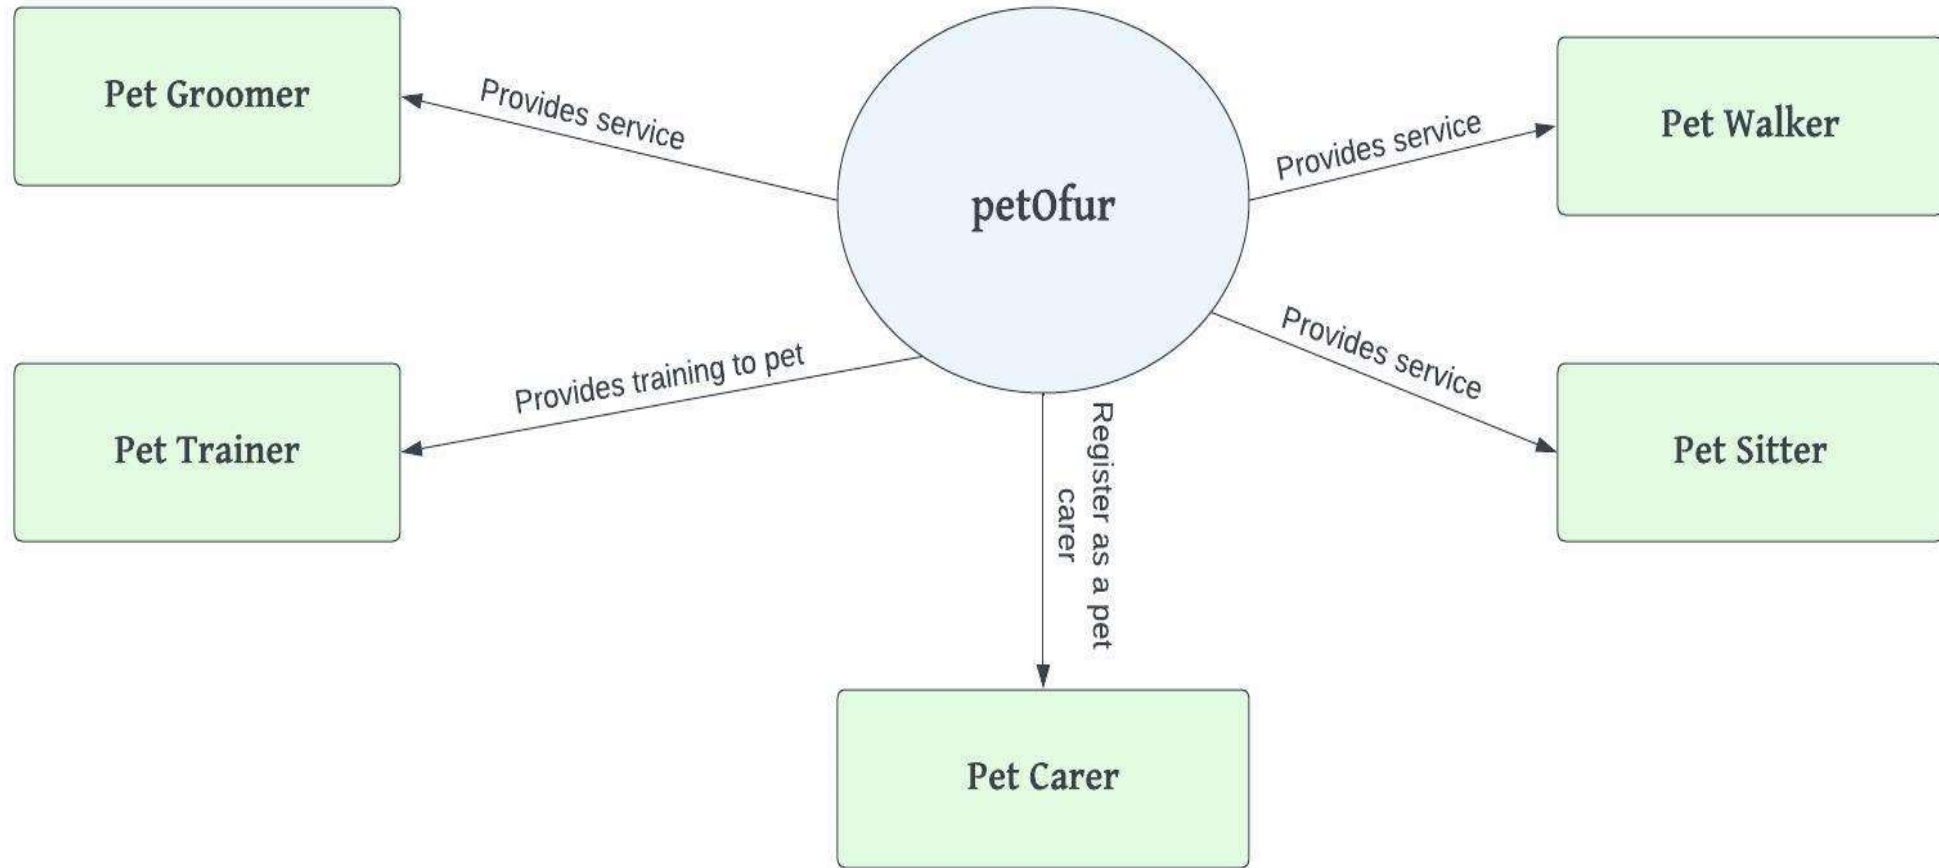 Pet Groomer
Provides service
petOfur
Provides service
Pet Walker
Pet Trainer
Provides training to pet
Provides service
Pet Sitter
Register as a pet
carer
Pet Carer